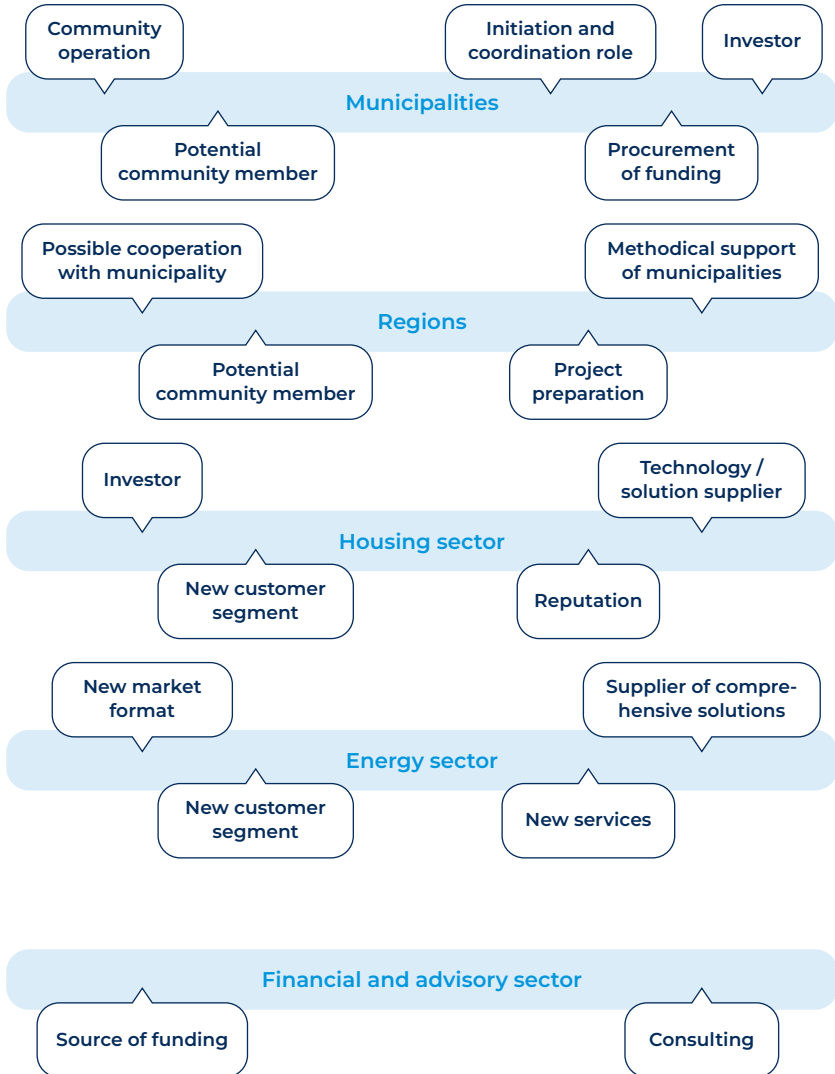 Community
operation
Initiation and
coordination role
Investor
Municipalities
Potential
community member
Procurement
of funding
Possible cooperation
with municipality
Methodical support
of municipalities
Regions
Potential
community member
Project
preparation
Investor
Technology /
solution supplier
Housing sector
New customer
segment
Reputation
New market
format
Supplier of compre-
hensive solutions
Energy sector
New customer
segment
New services
Financial and advisory sector
Source of funding
Consulting